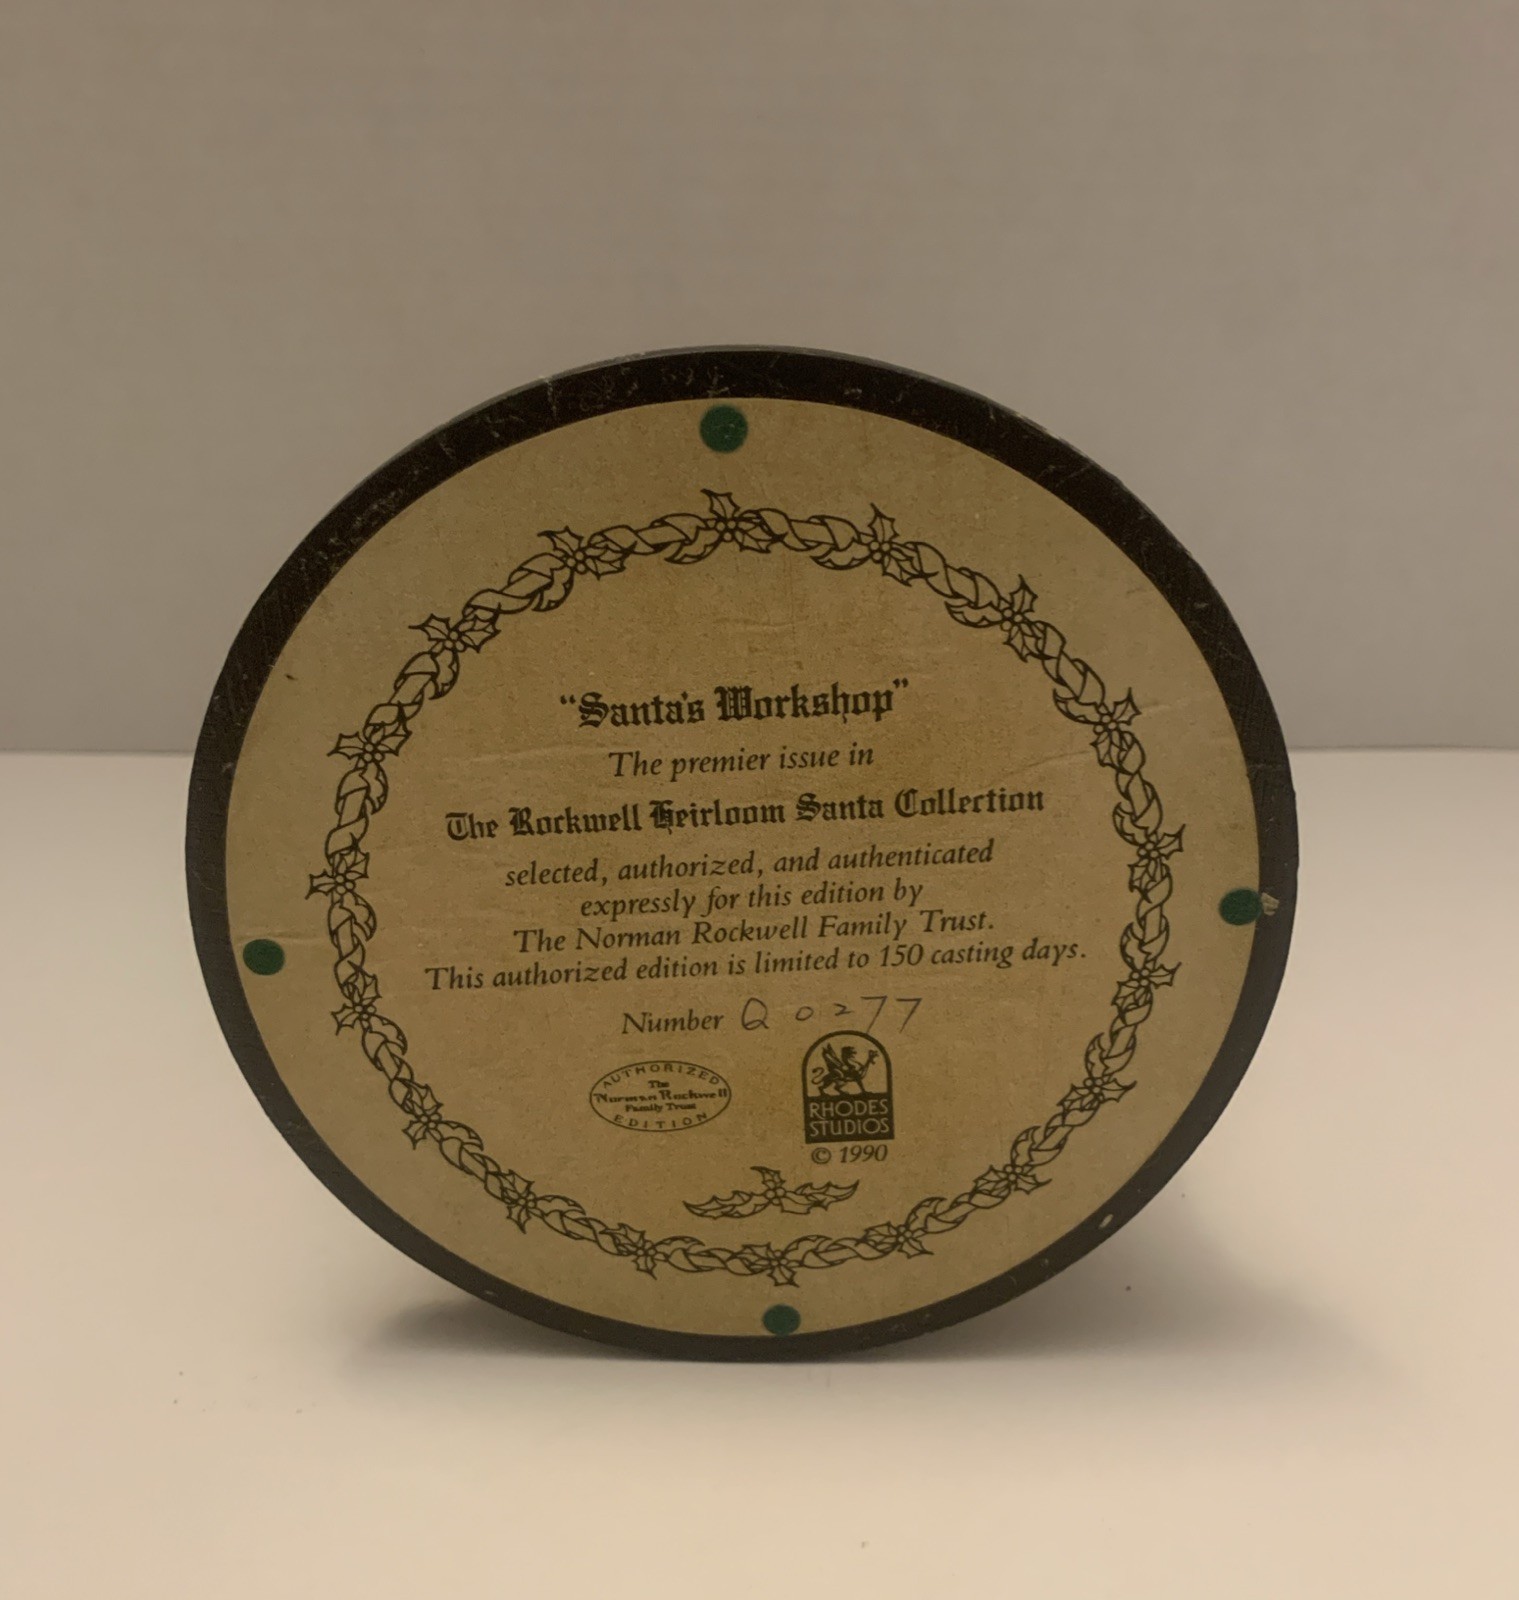 "Santa's Workshop"
The premier issue in
The Rockwell Heirloom Santa Collection
selected, authorized, and authenticated
expressly for this edition by
The Norman Rockwell Family Trust.
This authorized edition is limited to 150 casting days.
Number Q 0277
AUTHORIZED
The
Norman Rockwell
Family Trust
EDITION
RHODES
STUDIOS
© 1990